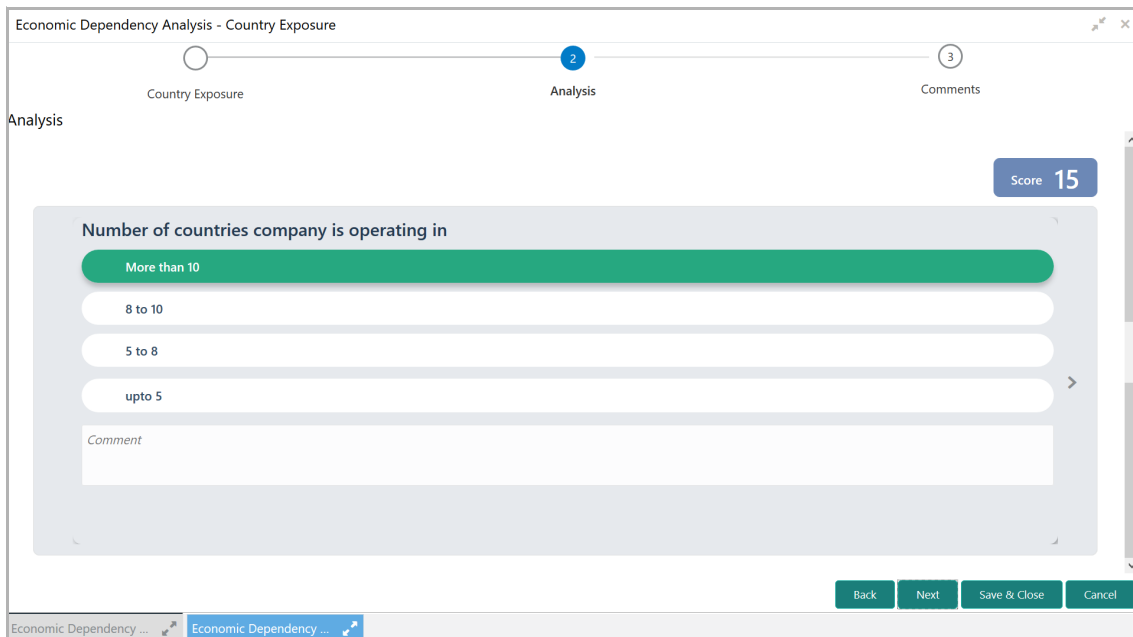 Economic Dependency Analysis - Country Exposure
2
3
Country Exposure
Analysis
Comments
Analysis
Score 15
Number of countries company is operating in
More than 10
8 to 10
5 to 8
upto 5
Comment
Back Next Save & Close Cancel
Economic Dependency ... Economic Dependency ...